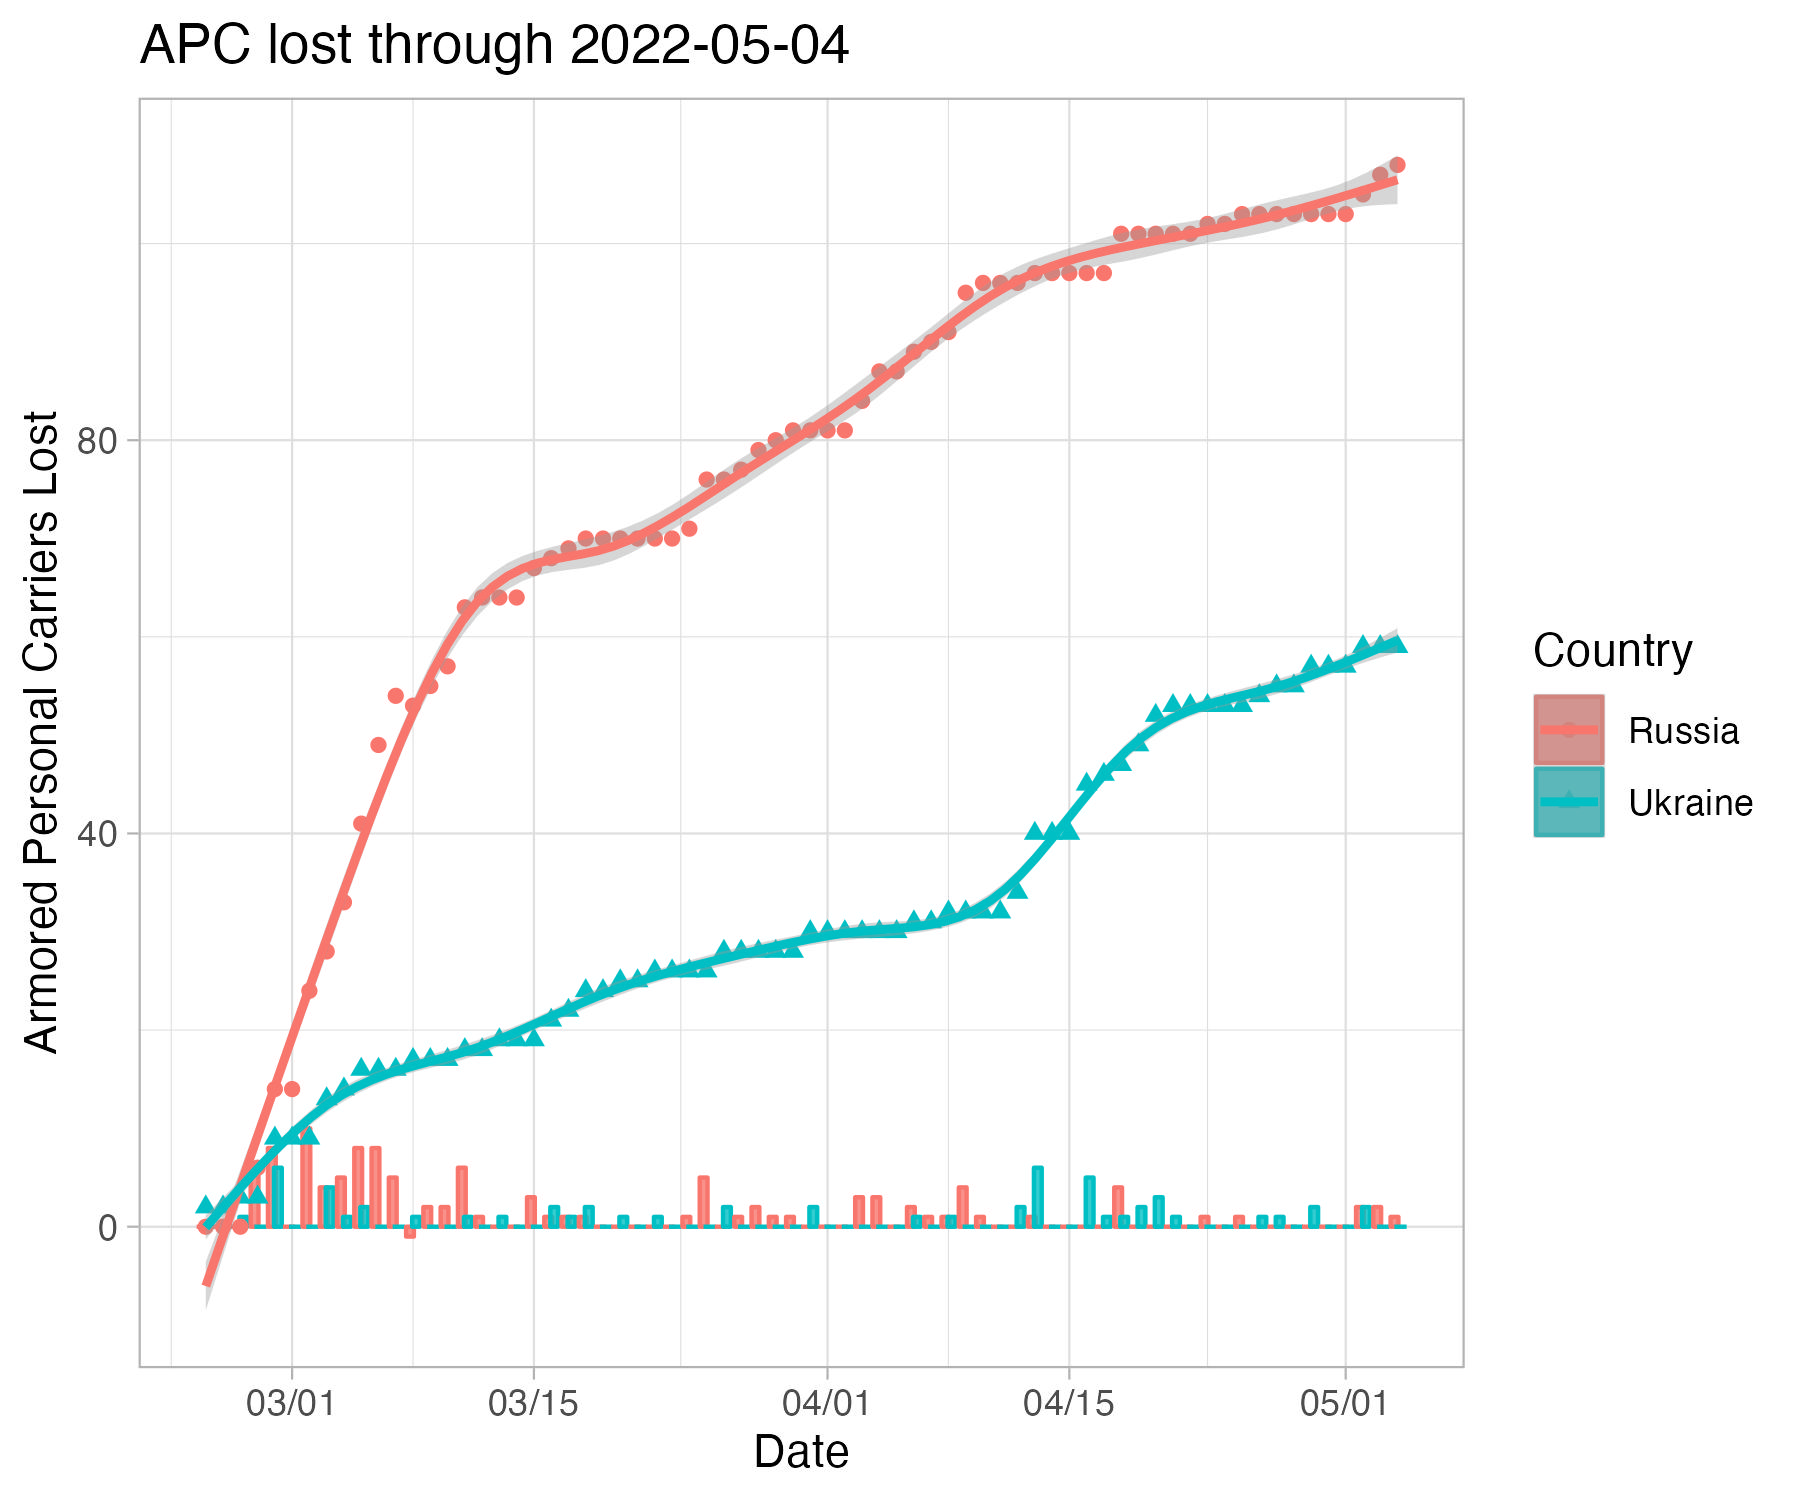 APC lost through 2022-05-04
Armored Personal Carriers Lost
80
40
0
03/01
03/15
04/01
04/15
05/01
Date
Country
Russia
Ukraine